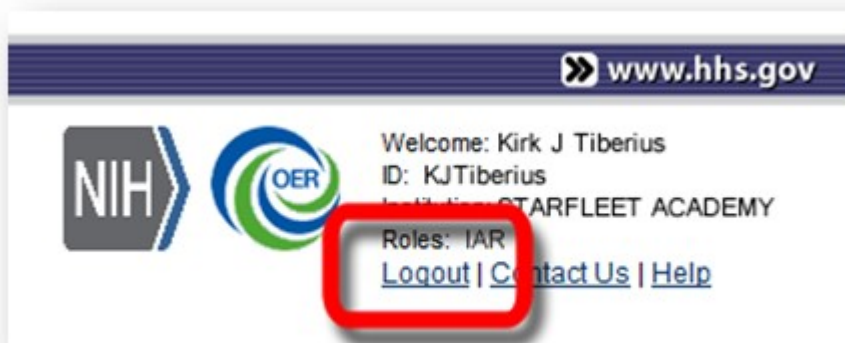 www.hhs.gov
NIH
OER
Welcome: Kirk J Tiberius
ID: KJTiberius
STARFLEET ACADEMY
Roles: IAR
Logout | Contact Us | Help